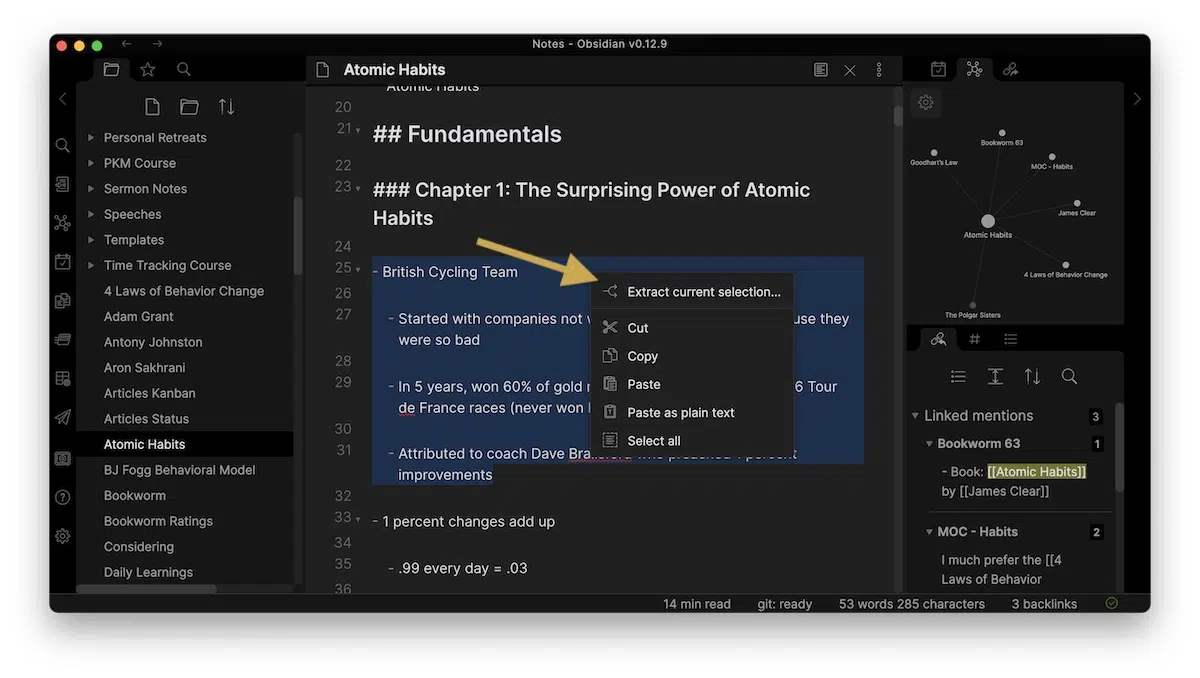 Notes - Obsidian v0.12.9
Personal Retreats
PKM Course
Sermon Notes
Speeches
Templates
Time Tracking Course
4 Laws of Behavior Change
Adam Grant
Antony Johnston
Aron Sakhrani
Articles Kanban
Articles Status
Atomic Habits
BJ Fogg Behavioral Model
Bookworm
Bookworm Ratings
Considering
Daily Learnings
Atomic Habits
Atomic Habits
20
21 ## Fundamentals
22
23 ### Chapter 1: The Surprising Power of Atomic
Habits
24
25 - British Cycling Team
26
27 - Started with companies not use they
were so bad
28
29 - In 5 years, won 60% of gold 6 Tour
de France races (never won
30
31 - Attributed to coach Dave percent
improvements
32
33 - 1 percent changes add up
34
35 - .99 every day = .03
36
Extract current selection...
Cut
Copy
Paste
Paste as plain text
Select all
Bookworm 63
Goodhart's Law
MOC - Habits
James Clear
Atomic Habits
4 Laws of Behavior Change
The Polgar Sisters
Linked mentions 3
Bookworm 63 1
- Book: [[Atomic Habits]]
by [[James Clear]]
MOC - Habits 2
I much prefer the [[4
Laws of Behavior
14 min read git: ready 53 words 285 characters 3 backlinks